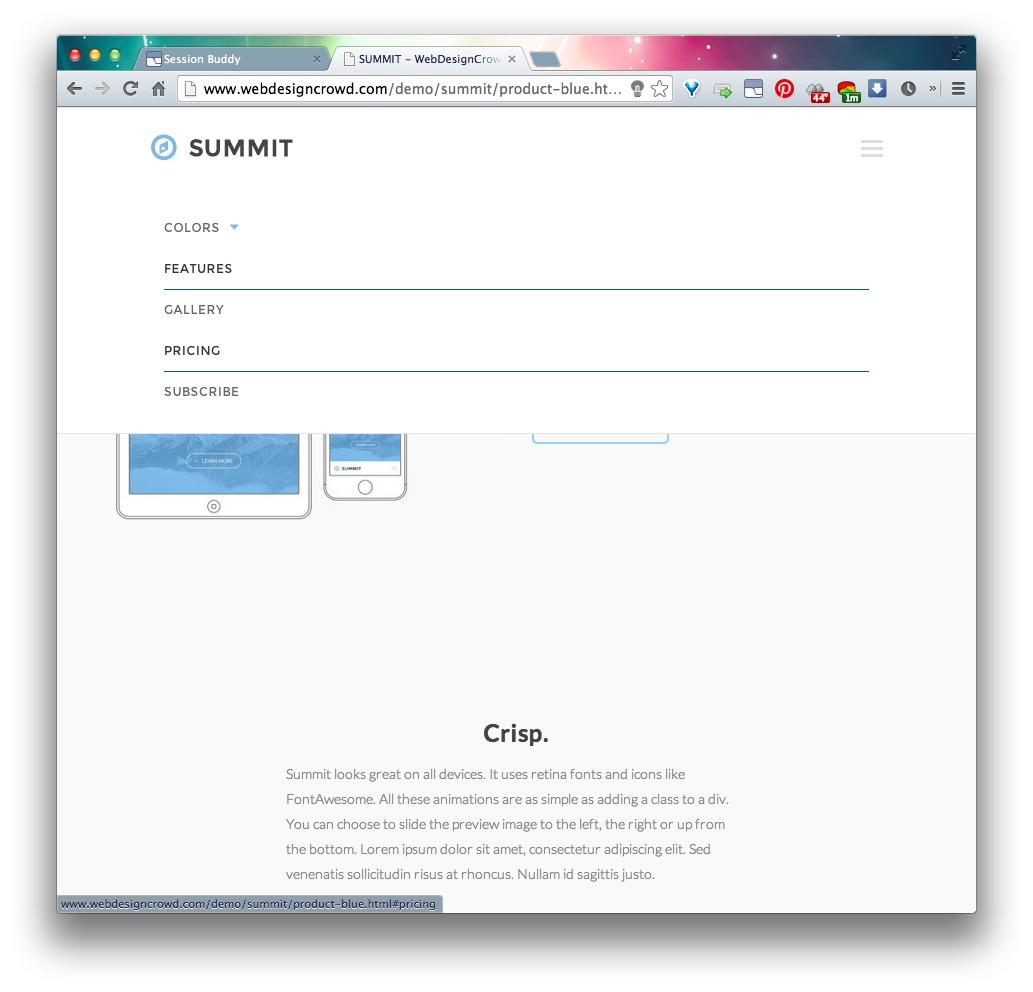 Session Buddy
SUMMIT – WebDesignCrow
www.webdesigncrowd.com/demo/summit/product-blue.ht...
44°
1m
»
SUMMIT
COLORS
FEATURES
GALLERY
PRICING
SUBSCRIBE
LEARN MORE
SUMMIT
Crisp.
Summit looks great on all devices. It uses retina fonts and icons like
FontAwesome. All these animations are as simple as adding a class to a div.
You can choose to slide the preview image to the left, the right or up from
the bottom. Lorem ipsum dolor sit amet, consectetur adipiscing elit. Sed
venenatis sollicitudin risus at rhoncus. Nullam id sagittis justo.
www.webdesigncrowd.com/demo/summit/product-blue.html#pricing